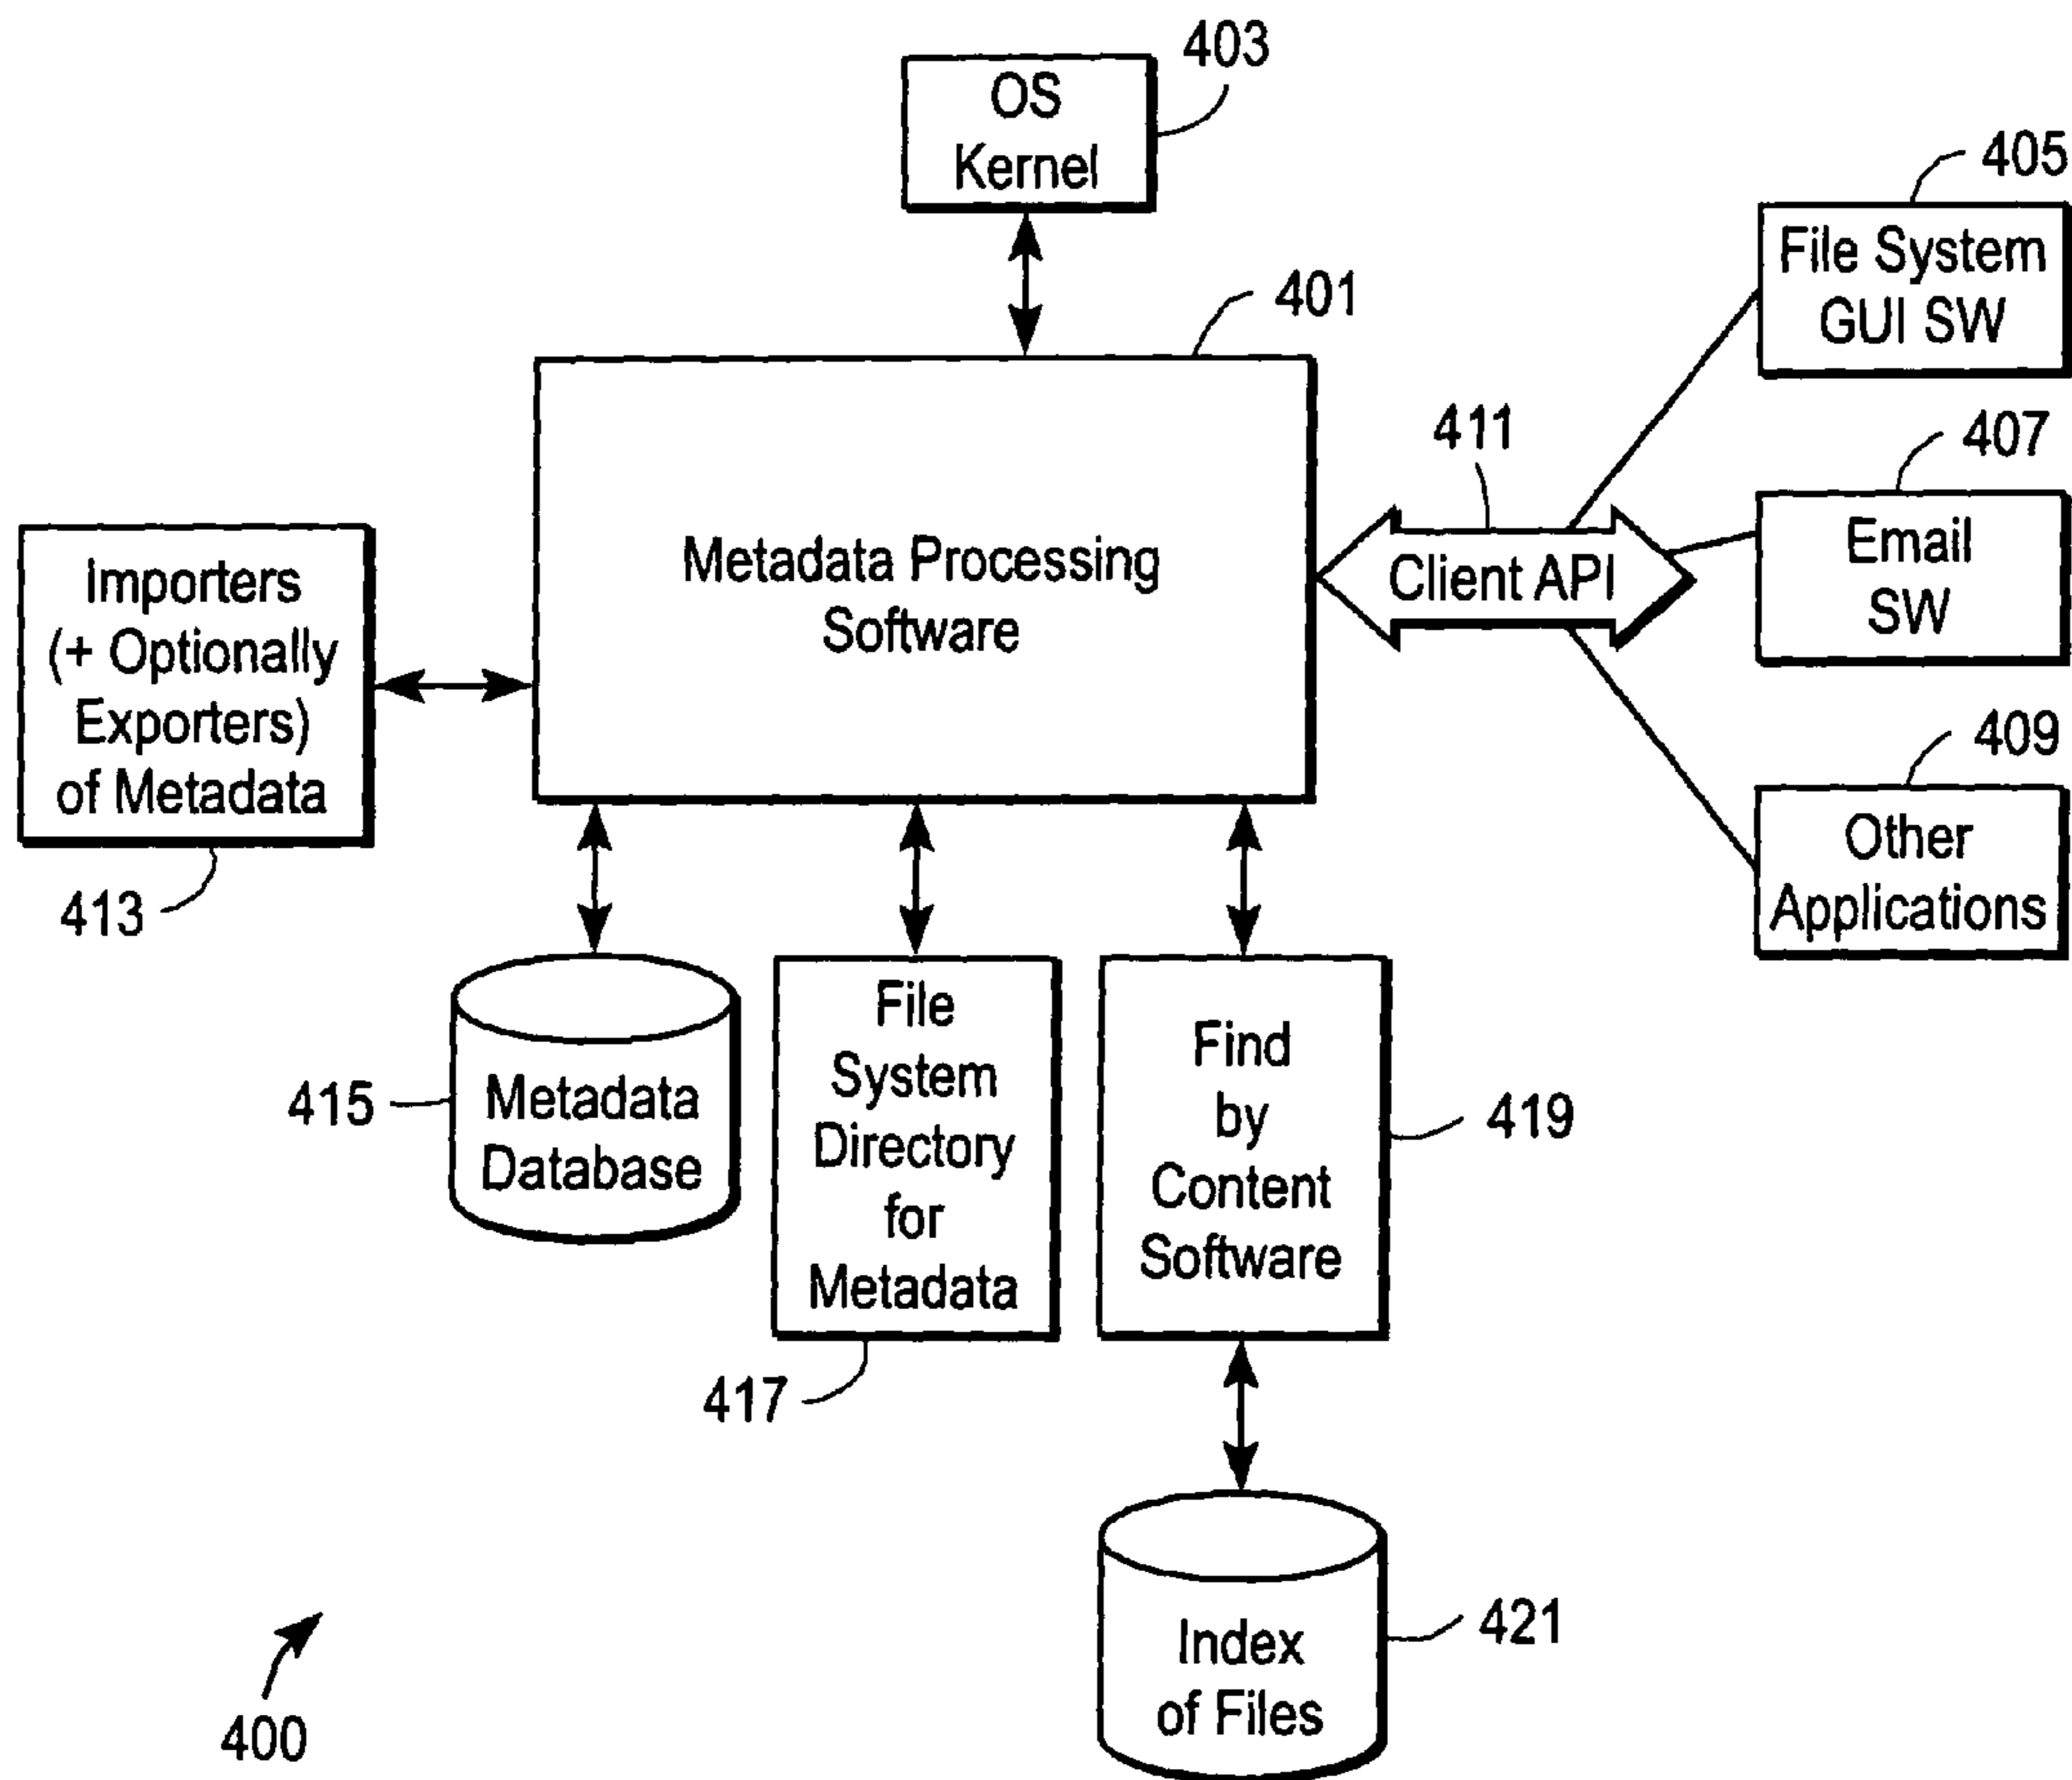 403
OS
Kernel
405
File System
GUI SW
401
411
407
Metadata Processing
Software
Client API
Email
SW
Importers
(+ Optionally
Exporters)
of Metadata
409
413
Other
Applications
415
Metadata
Database
File
System
Directory
for
Metadata
Find
by
Content
Software
419
417
421
Index
of Files
400